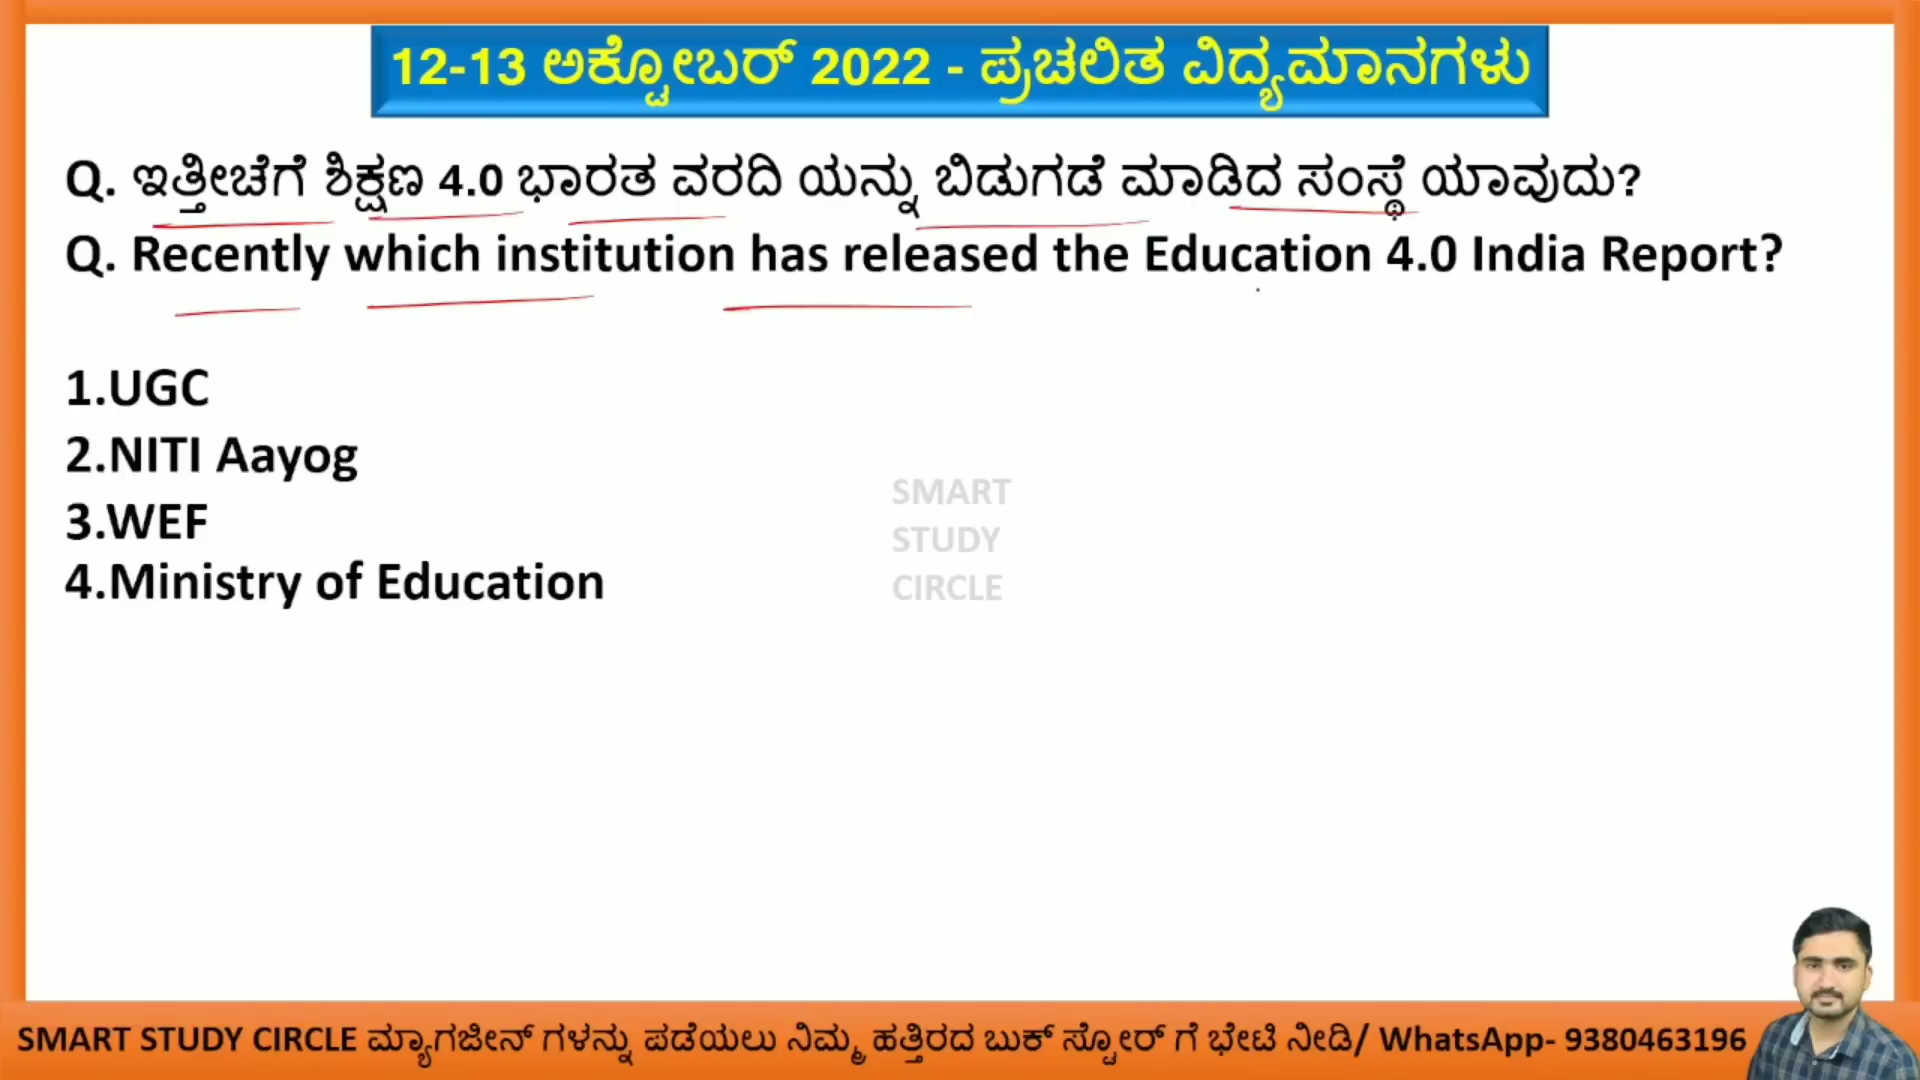 12-13 ಅಕ್ಟೋಬರ್ 2022 - ಪ್ರಚಲಿತ ವಿದ್ಯಮಾನಗಳು
Q. ಇತ್ತೀಚೆಗೆ ಶಿಕ್ಷಣ 4.0 ಭಾರತ ವರದಿ ಯನ್ನು ಬಿಡುಗಡೆ ಮಾಡಿದ ಸಂಸ್ಥೆ ಯಾವುದು?
Q. Recently which institution has released the Education 4.0 India Report?
1.UGC
2.NITI Aayog
3.WEF
4.Ministry of Education
SMART
STUDY
CIRCLE
SMART STUDY CIRCLE ಮ್ಯಾಗಜೀನ್ ಗಳನ್ನು ಪಡೆಯಲು ನಿಮ್ಮ ಹತ್ತಿರದ ಬುಕ್ ಸ್ಟೋರ್ ಗೆ ಭೇಟಿ ನೀಡಿ/ WhatsApp- 9380463196